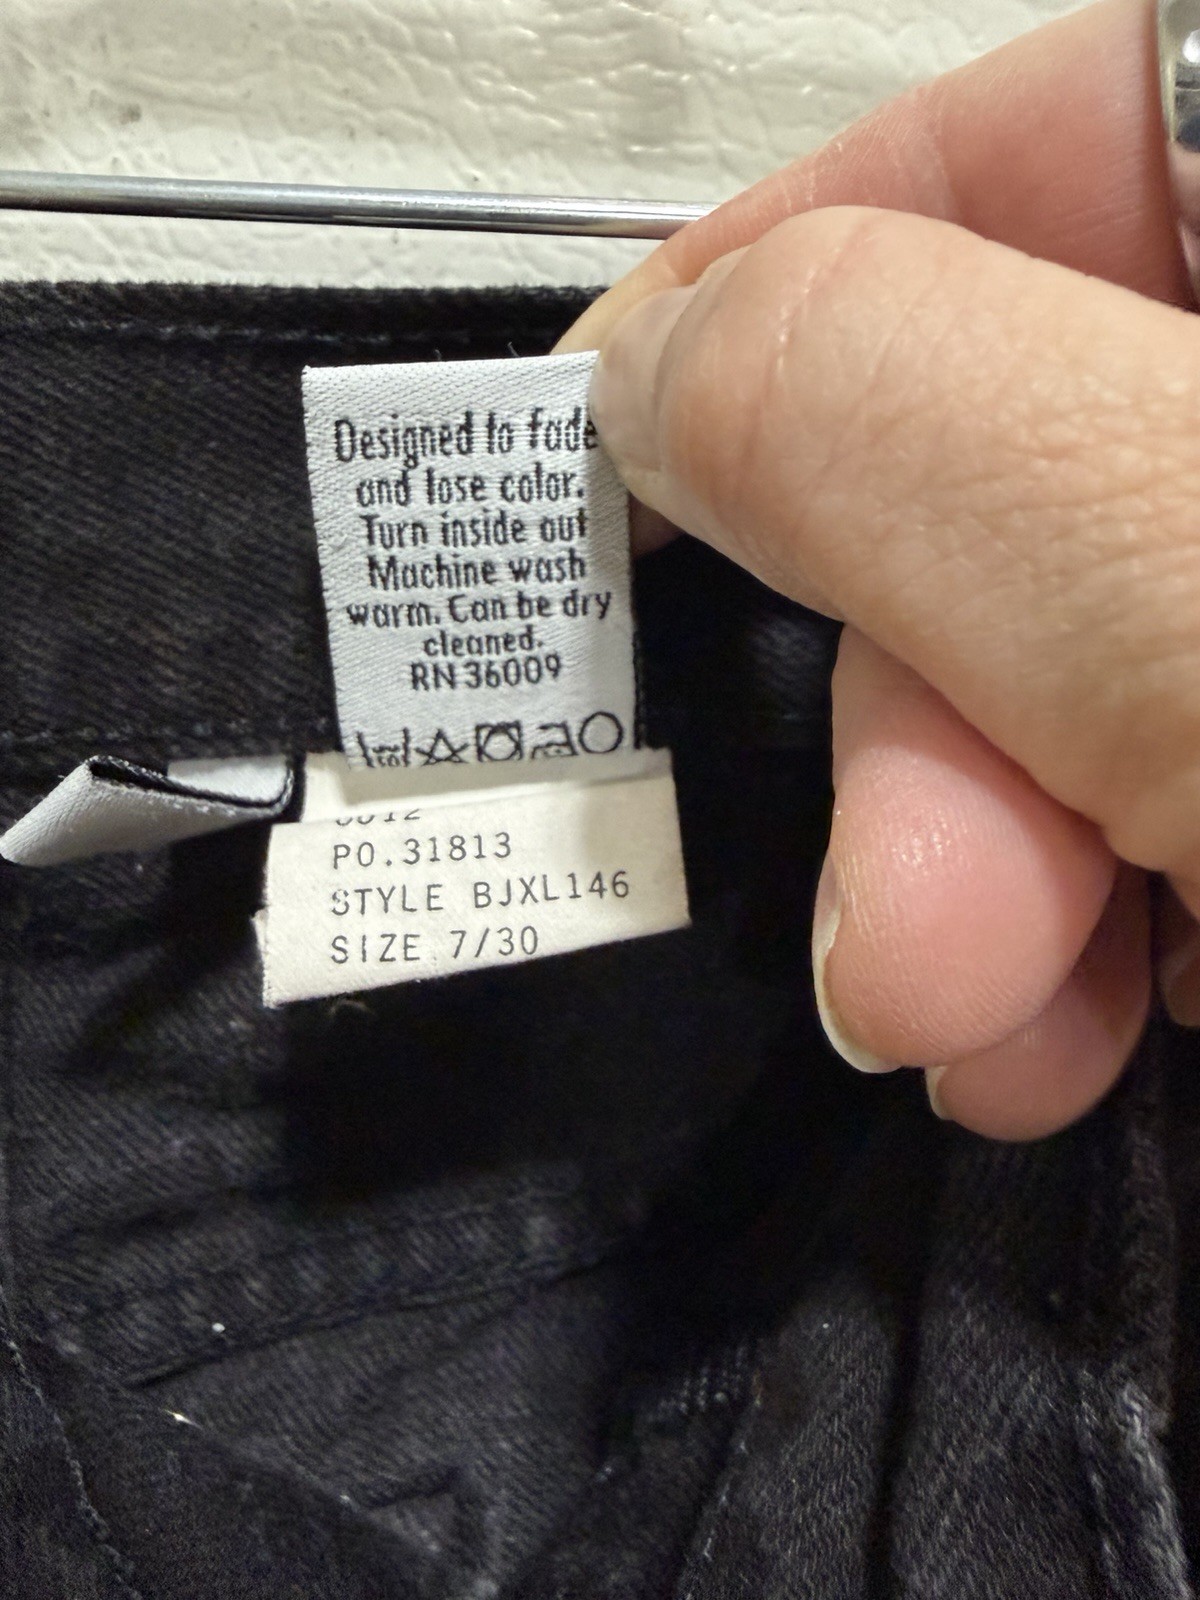 Designed to fade
and lose color.
Turn inside out
Machine wash
warm. Can be dry
cleaned.
RN 36009
PO.31813
STYLE BJXL146
SIZE 7/30